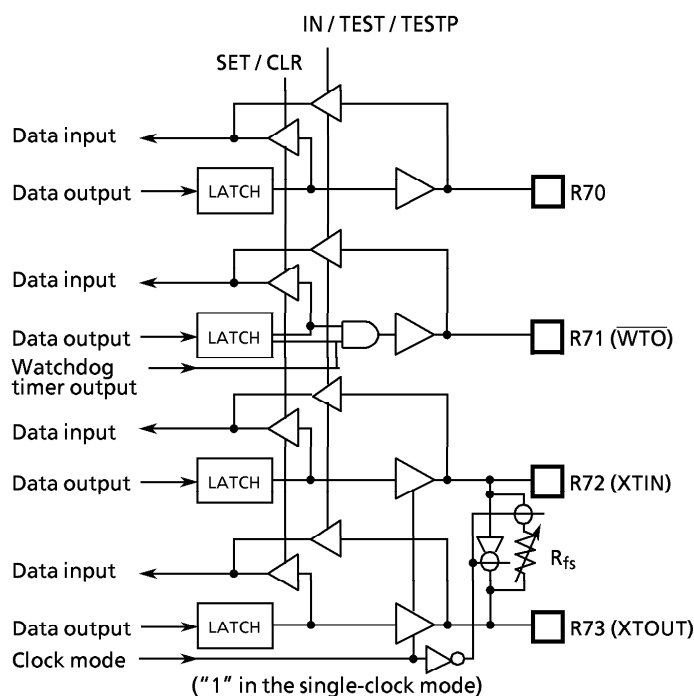 IN / TEST / TESTP
SET / CLR
Data input
Data output
LATCH
R70
Data input
Data output
LATCH
R71 (W̅T̅O̅)
Watchdog
timer output
Data input
Data output
LATCH
R72 (XTIN)
Rfs
Data input
Data output
LATCH
R73 (XTOUT)
Clock mode
("1" in the single-clock mode)